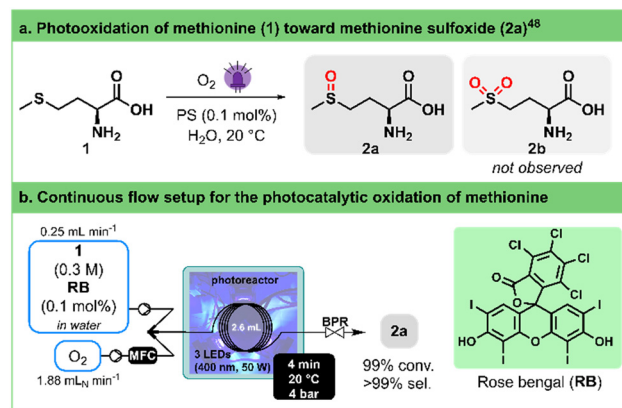 a. Photooxidation of methionine (1) toward methionine sulfoxide (2a)⁴⁸
O₂
PS (0.1 mol%)
H₂O, 20 °C
S
O
OH
NH₂
1
O
S
O
OH
NH₂
2a
O O
S
O
OH
NH₂
2b
not observed
b. Continuous flow setup for the photocatalytic oxidation of methionine
0.25 mL min⁻¹
1
(0.3 M)
RB
(0.1 mol%)
in water
O₂
MFC
1.88 mLN min⁻¹
photoreactor
2.6 mL
3 LEDs
(400 nm, 50 W)
4 min
20 °C
4 bar
BPR
2a
99% conv.
>99% sel.
Cl
Cl
Cl
Cl
O
O
I
I
HO
O
OH
I
I
Rose bengal (RB)